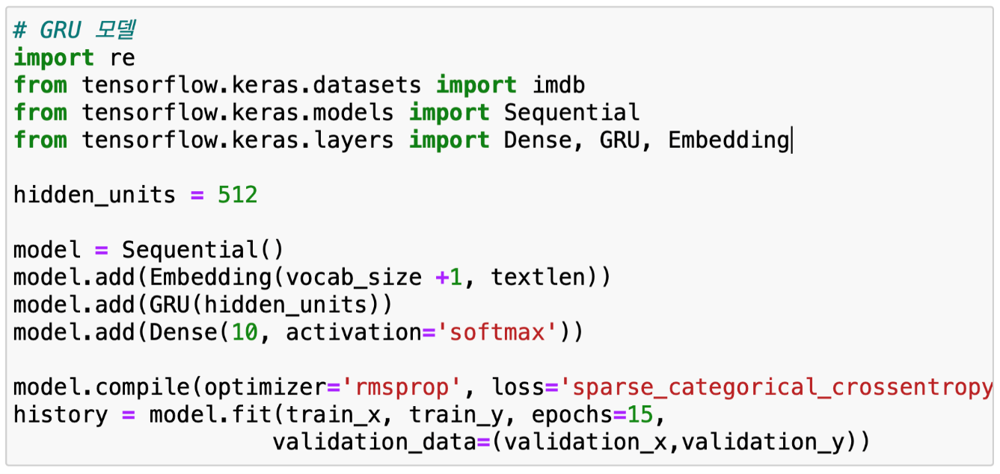 # GRU 모델
import re
from tensorflow.keras.datasets import imdb
from tensorflow.keras.models import Sequential
from tensorflow.keras.layers import Dense, GRU, Embedding

hidden_units = 512

model = Sequential()
model.add(Embedding(vocab_size +1, textlen))
model.add(GRU(hidden_units))
model.add(Dense(10, activation='softmax'))

model.compile(optimizer='rmsprop', loss='sparse_categorical_crossentropy
history = model.fit(train_x, train_y, epochs=15,
                   validation_data=(validation_x,validation_y))